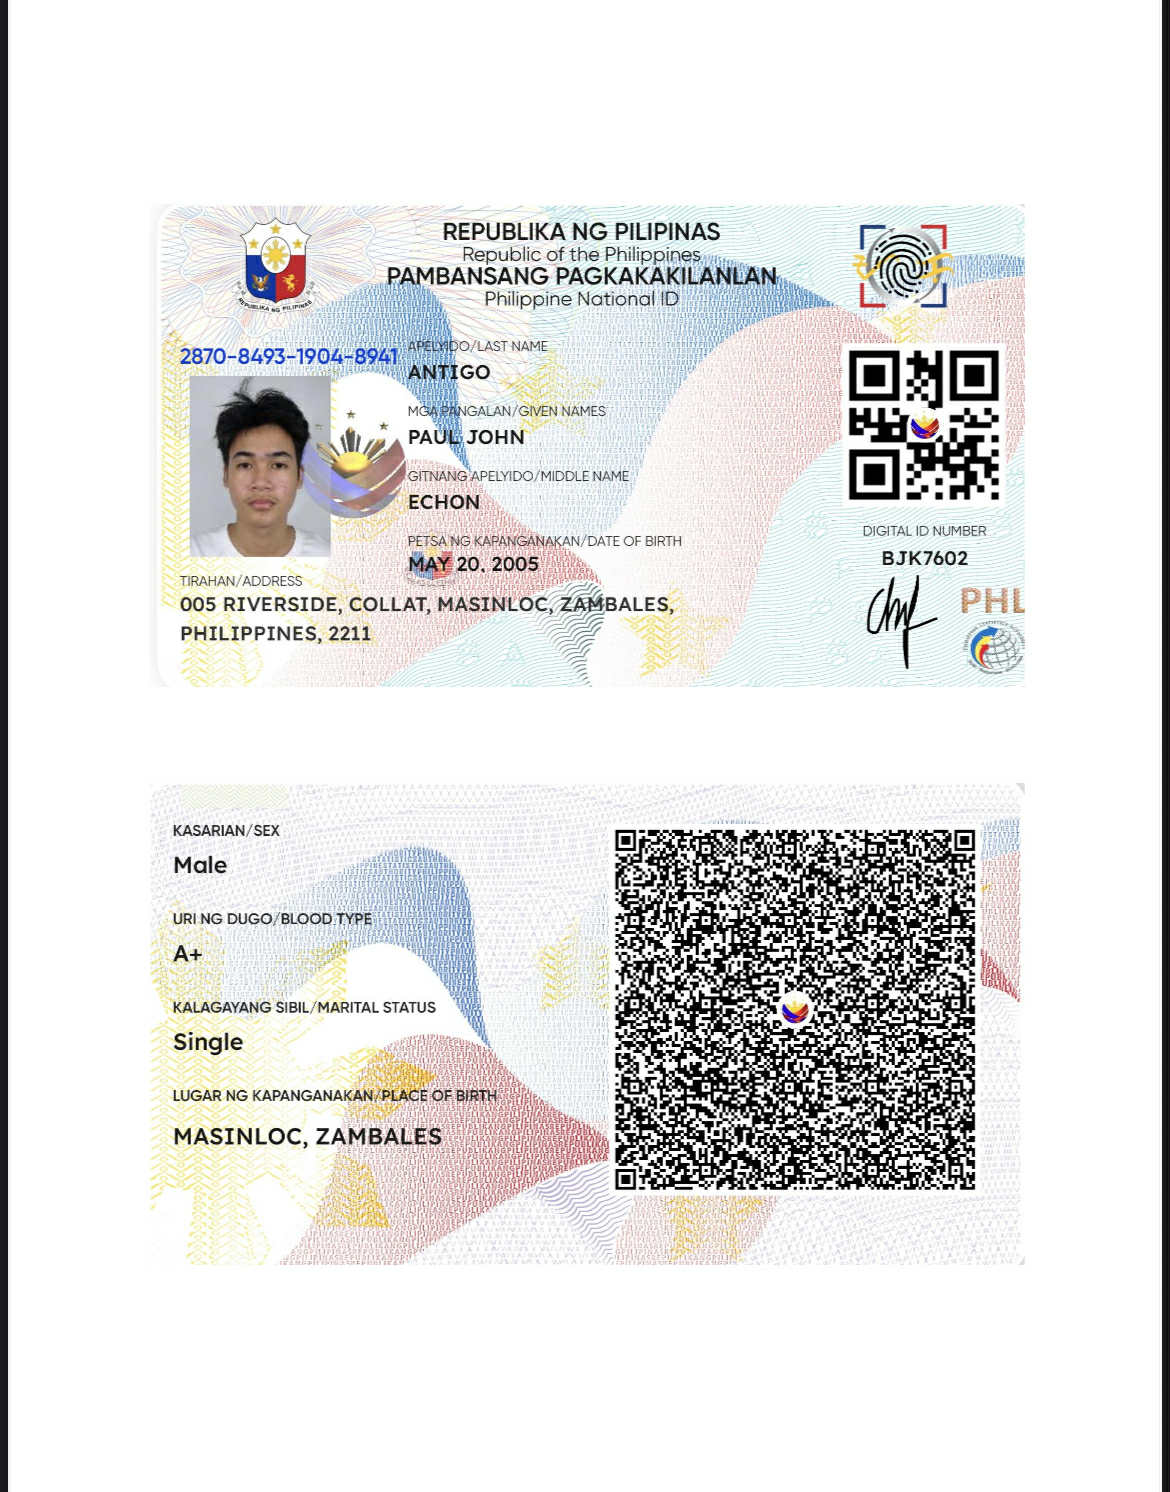 REPUBLIKA NG PILIPINAS
Republic of the Philippines
PAMBANSANG PAGKAKAKILANLAN
Philippine National ID
REPUBLIKA NG PILIPINAS
2870-8493-1904-8941
APELYIDO/LAST NAME
ANTIGO
MGA PANGALAN/GIVEN NAMES
PAUL JOHN
GITNANG APELYIDO/MIDDLE NAME
ECHON
PETSA NG KAPANGANAKAN/DATE OF BIRTH
MAY 20, 2005
TIRAHAN/ADDRESS
005 RIVERSIDE, COLLAT, MASINLOC, ZAMBALES,
PHILIPPINES, 2211
DIGITAL ID NUMBER
BJK7602
PHL
KASARIAN/SEX
Male
URI NG DUGO/BLOOD TYPE
A+
KALAGAYANG SIBIL/MARITAL STATUS
Single
LUGAR NG KAPANGANAKAN/PLACE OF BIRTH
MASINLOC, ZAMBALES